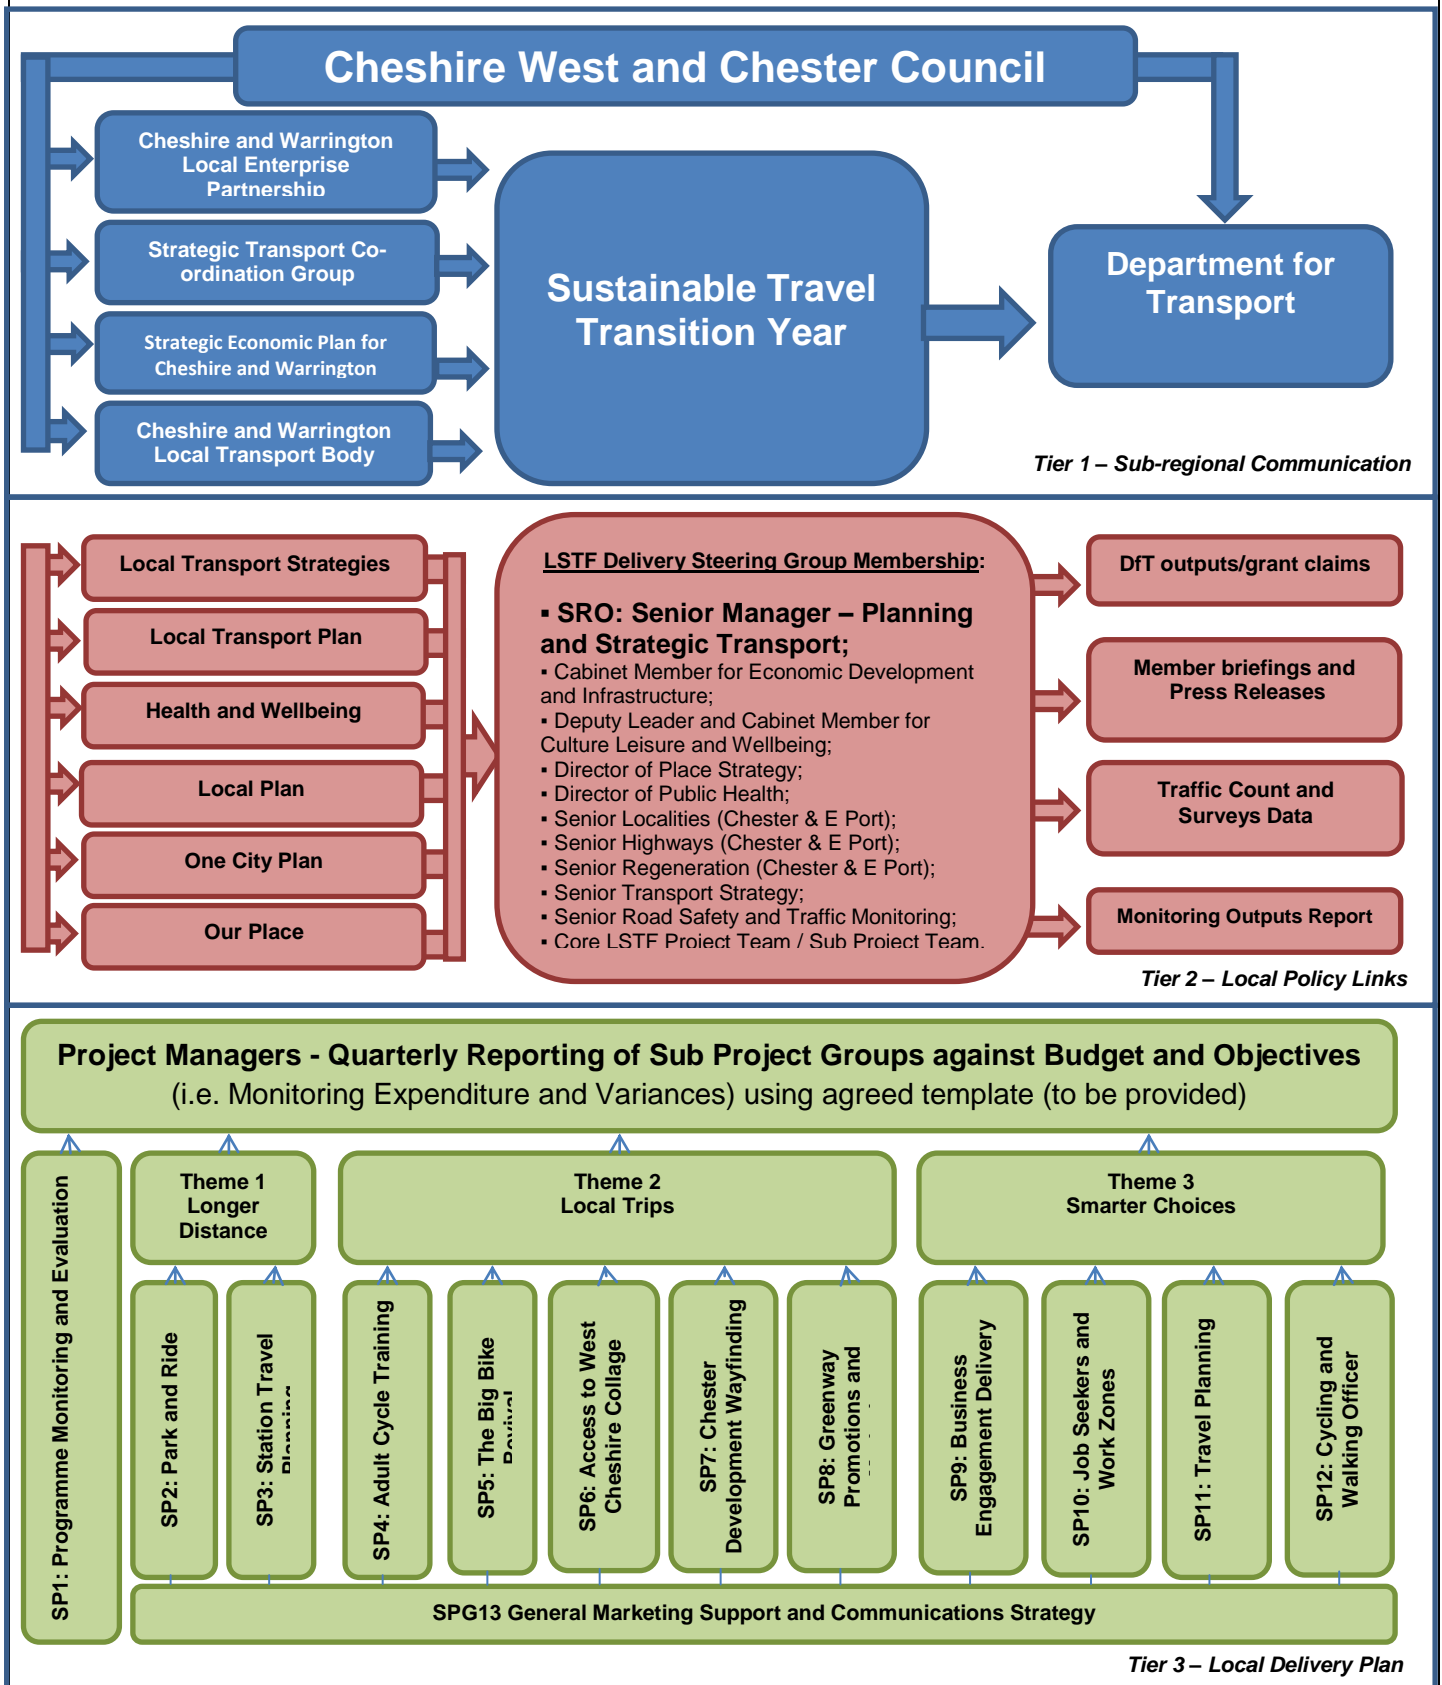 Cheshire West and Chester Council
Cheshire and Warrington
Local Enterprise
Partnership
Strategic Transport Co-
ordination Group
Strategic Economic Plan for
Cheshire and Warrington
Cheshire and Warrington
Local Transport Body
Sustainable Travel
Transition Year
Department for
Transport
Tier 1 – Sub-regional Communication
Local Transport Strategies
Local Transport Plan
Health and Wellbeing
Local Plan
One City Plan
Our Place
LSTF Delivery Steering Group Membership:
▪ SRO: Senior Manager – Planning
and Strategic Transport;
▪ Cabinet Member for Economic Development
and Infrastructure;
▪ Deputy Leader and Cabinet Member for
Culture Leisure and Wellbeing;
▪ Director of Place Strategy;
▪ Director of Public Health;
▪ Senior Localities (Chester & E Port);
▪ Senior Highways (Chester & E Port);
▪ Senior Regeneration (Chester & E Port);
▪ Senior Transport Strategy;
▪ Senior Road Safety and Traffic Monitoring;
▪ Core LSTF Project Team / Sub Project Team.
DfT outputs/grant claims
Member briefings and
Press Releases
Traffic Count and
Surveys Data
Monitoring Outputs Report
Tier 2 – Local Policy Links
Project Managers - Quarterly Reporting of Sub Project Groups against Budget and Objectives
(i.e. Monitoring Expenditure and Variances) using agreed template (to be provided)
SP1: Programme Monitoring and Evaluation
Theme 1
Longer
Distance
Theme 2
Local Trips
Theme 3
Smarter Choices
SP2: Park and Ride
SP3: Station Travel
Planning
SP4: Adult Cycle Training
SP5: The Big Bike
Revival
SP6: Access to West
Cheshire Collage
SP7: Chester
Development Wayfinding
SP8: Greenway
Promotions and
SP9: Business
Engagement Delivery
SP10: Job Seekers and
Work Zones
SP11: Travel Planning
SP12: Cycling and
Walking Officer
SPG13 General Marketing Support and Communications Strategy
Tier 3 – Local Delivery Plan